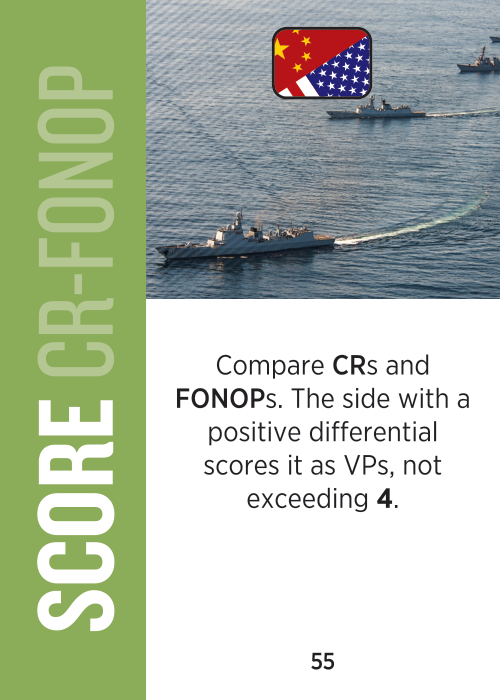 SCORE CR-FONOP
Compare CRs and
FONOPs. The side with a
positive differential
scores it as VPs, not
exceeding 4.
55